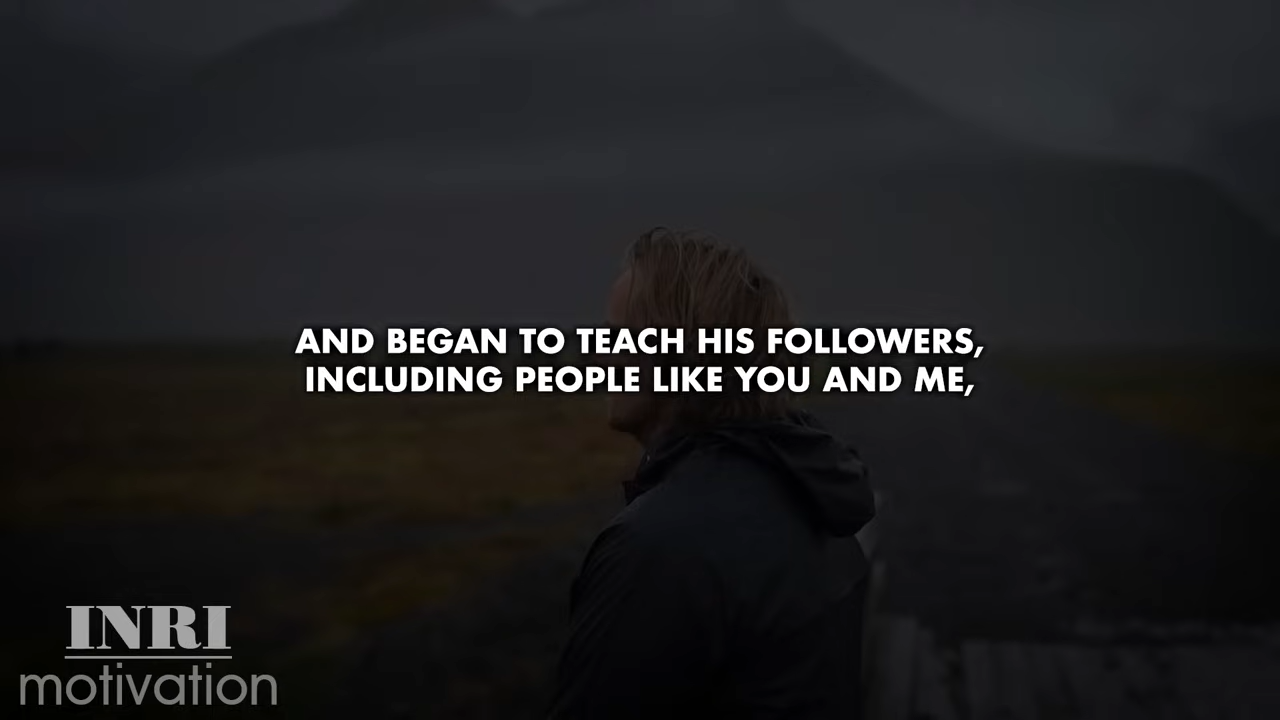 AND BEGAN TO TEACH HIS FOLLOWERS,
INCLUDING PEOPLE LIKE YOU AND ME,
INRI
motivation